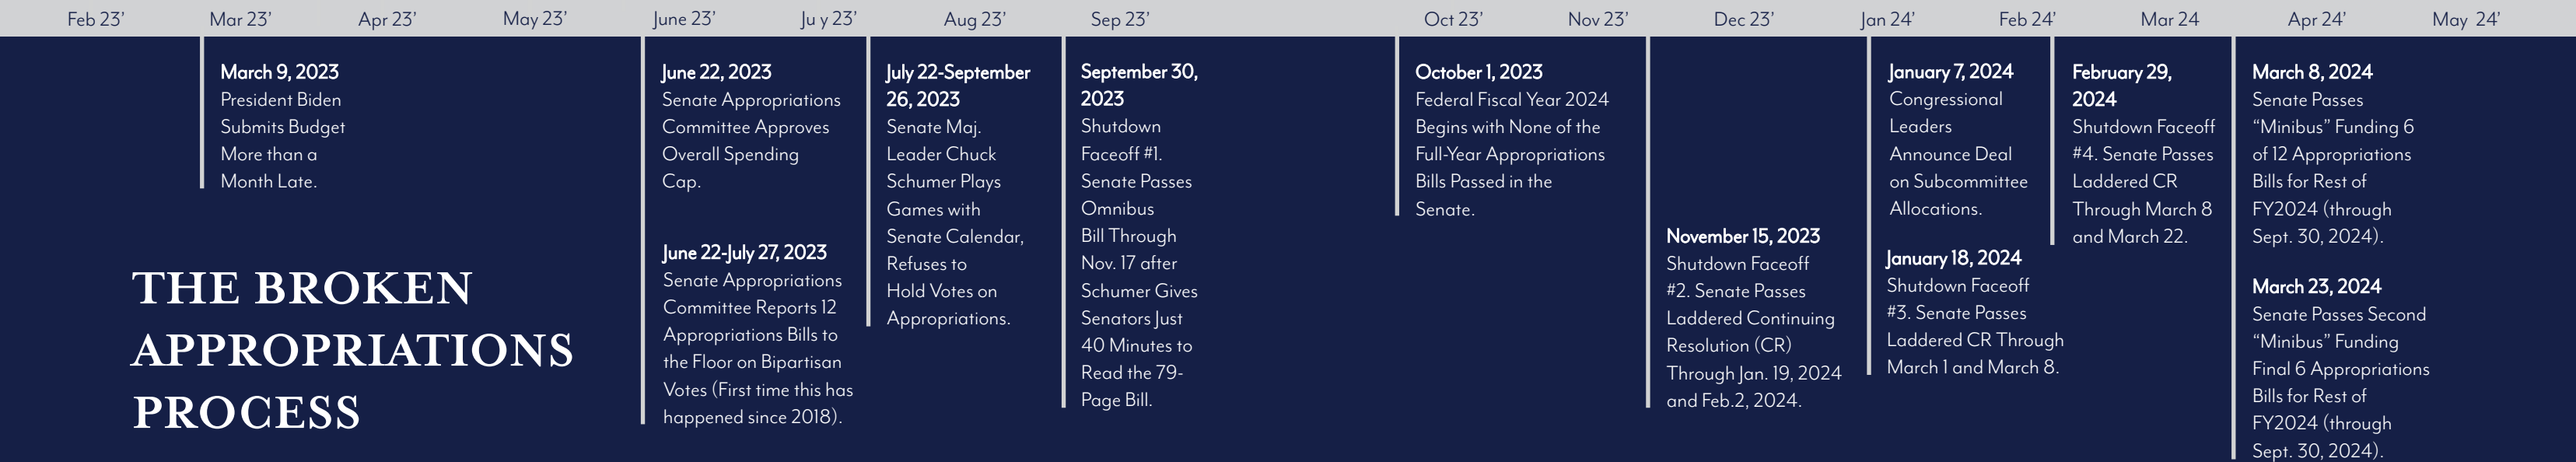 Feb 23’ Mar 23’ Apr 23’ May 23’ June 23’ Ju y 23’ Aug 23’ Sep 23’ Oct 23’ Nov 23’ Dec 23’ Jan 24’ Feb 24’ Mar 24 Apr 24’ May 24’
March 9, 2023
President Biden
Submits Budget
More than a
Month Late.
THE BROKEN
APPROPRIATIONS
PROCESS
June 22, 2023
Senate Appropriations
Committee Approves
Overall Spending
Cap.
June 22-July 27, 2023
Senate Appropriations
Committee Reports 12
Appropriations Bills to
the Floor on Bipartisan
Votes (First time this has
happened since 2018).
July 22-September
26, 2023
Senate Maj.
Leader Chuck
Schumer Plays
Games with
Senate Calendar,
Refuses to
Hold Votes on
Appropriations.
September 30,
2023
Shutdown
Faceoff #1.
Senate Passes
Omnibus
Bill Through
Nov. 17 after
Schumer Gives
Senators Just
40 Minutes to
Read the 79-
Page Bill.
October 1, 2023
Federal Fiscal Year 2024
Begins with None of the
Full-Year Appropriations
Bills Passed in the
Senate.
November 15, 2023
Shutdown Faceoff
#2. Senate Passes
Laddered Continuing
Resolution (CR)
Through Jan. 19, 2024
and Feb.2, 2024.
January 7, 2024
Congressional
Leaders
Announce Deal
on Subcommittee
Allocations.
January 18, 2024
Shutdown Faceoff
#3. Senate Passes
Laddered CR Through
March 1 and March 8.
February 29,
2024
Shutdown Faceoff
#4. Senate Passes
Laddered CR
Through March 8
and March 22.
March 8, 2024
Senate Passes
“Minibus” Funding 6
of 12 Appropriations
Bills for Rest of
FY2024 (through
Sept. 30, 2024).
March 23, 2024
Senate Passes Second
“Minibus” Funding
Final 6 Appropriations
Bills for Rest of
FY2024 (through
Sept. 30, 2024).